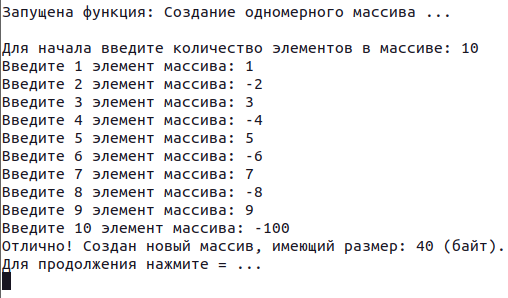 Запущена функция: Создание одномерного массива ...
Для начала введите количество элементов в массиве: 10
Введите 1 элемент массива: 1
Введите 2 элемент массива: -2
Введите 3 элемент массива: 3
Введите 4 элемент массива: -4
Введите 5 элемент массива: 5
Введите 6 элемент массива: -6
Введите 7 элемент массива: 7
Введите 8 элемент массива: -8
Введите 9 элемент массива: 9
Введите 10 элемент массива: -100
Отлично! Создан новый массив, имеющий размер: 40 (байт).
Для продолжения нажмите = ...